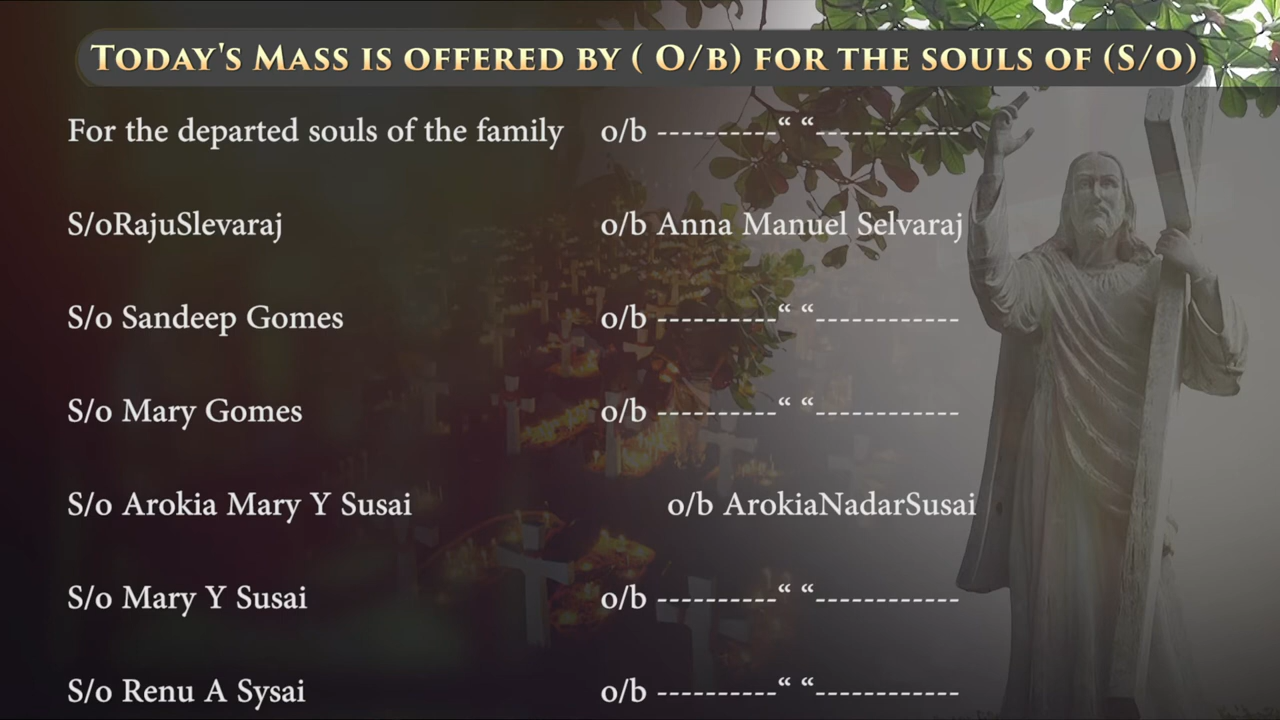 TODAY'S MASS IS OFFERED BY ( O/B) FOR THE SOULS OF (S/O)
For the departed souls of the family o/b ----------“ “------------
S/oRajuSlevaraj o/b Anna Manuel Selvaraj
S/o Sandeep Gomes o/b ----------“ “------------
S/o Mary Gomes o/b ----------“ “------------
S/o Arokia Mary Y Susai o/b ArokiaNadarSusai
S/o Mary Y Susai o/b ----------“ “------------
S/o Renu A Sysai o/b ----------“ “------------